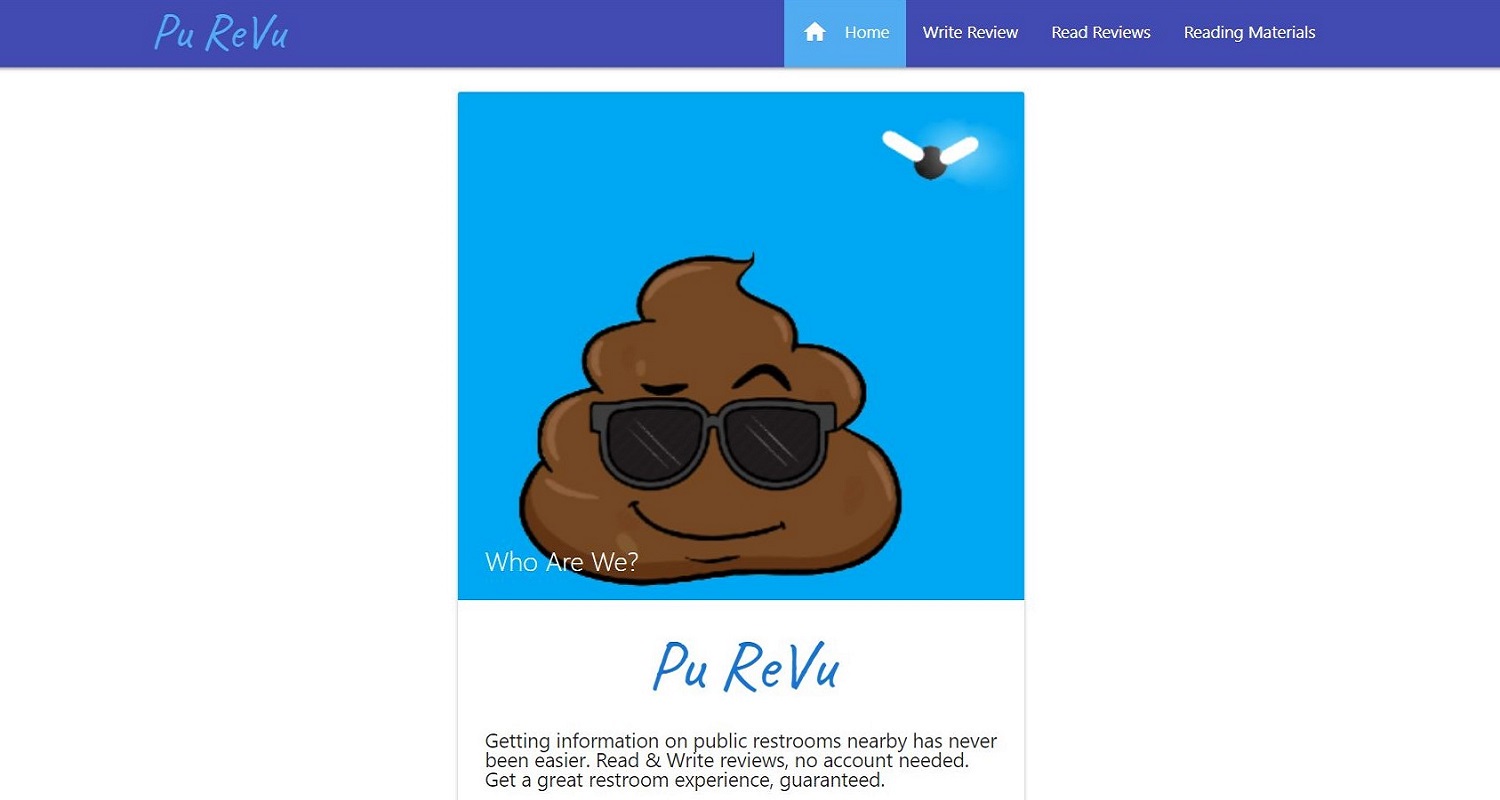 Pu ReVu
Home Write Review Read Reviews Reading Materials
Who Are We?
Pu ReVu
Getting information on public restrooms nearby has never
been easier. Read & Write reviews, no account needed.
Get a great restroom experience, guaranteed.